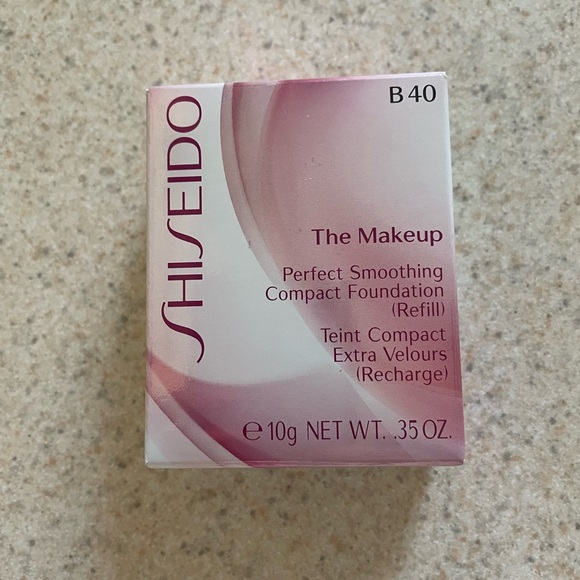 SHISEIDO
B 40
The Makeup
Perfect Smoothing
Compact Foundation
(Refill)
Teint Compact
Extra Velours
(Recharge)
℮ 10g NET WT. .35 OZ.